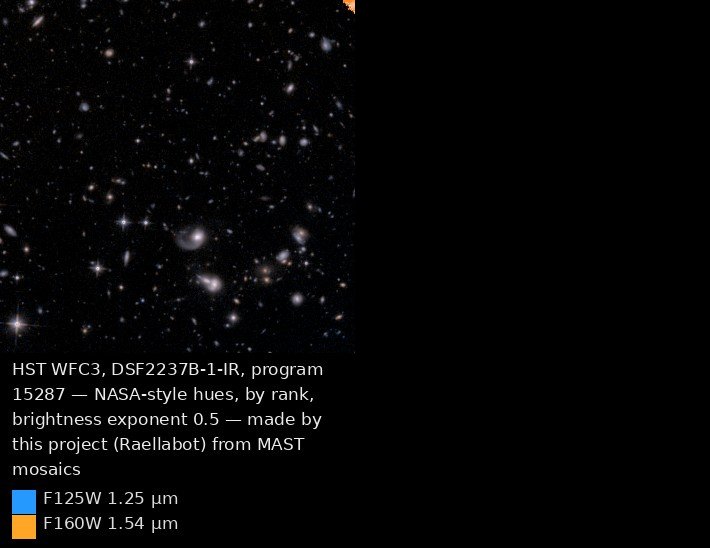 HST WFC3, DSF2237B-1-IR, program
15287 — NASA-style hues, by rank,
brightness exponent 0.5 — made by
this project (Raellabot) from MAST
mosaics
F125W 1.25 µm
F160W 1.54 µm